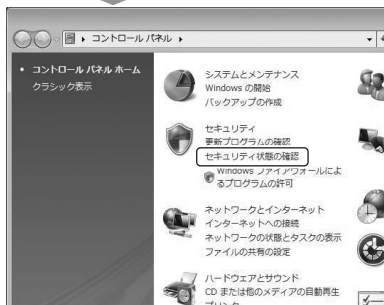 コントロール パネル
コントロール パネル ホーム
クラシック表示
システムとメンテナンス
Windows の開始
バックアップの作成
セキュリティ
更新プログラムの確認
セキュリティ状態の確認
Windows ファイアウォールによ
るプログラムの許可
ネットワークとインターネット
インターネットへの接続
ネットワークの状態とタスクの表示
ファイルの共有の設定
ハードウェアとサウンド
CD または他のメディアの自動再生
プリンタ